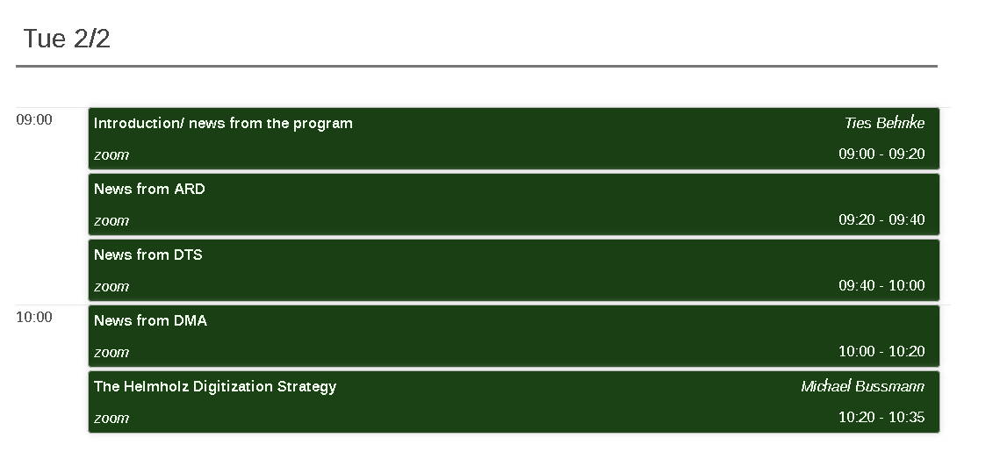 Tue 2/2
09:00
Introduction/ news from the program Ties Behnke
zoom 09:00 - 09:20
News from ARD
zoom 09:20 - 09:40
News from DTS
zoom 09:40 - 10:00
10:00
News from DMA
zoom 10:00 - 10:20
The Helmholz Digitization Strategy Michael Bussmann
zoom 10:20 - 10:35